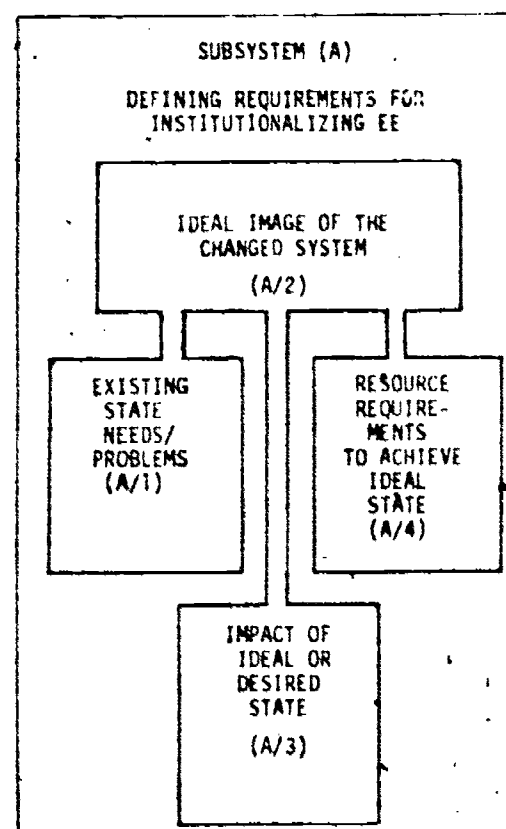 SUBSYSTEM (A)
DEFINING REQUIREMENTS FOR
INSTITUTIONALIZING EE
IDEAL IMAGE OF THE
CHANGED SYSTEM
(A/2)
EXISTING
STATE
NEEDS/
PROBLEMS
(A/1)
RESOURCE
REQUIRE-
MENTS
TO ACHIEVE
IDEAL
STATE
(A/4)
IMPACT OF
IDEAL OR
DESIRED
STATE
(A/3)